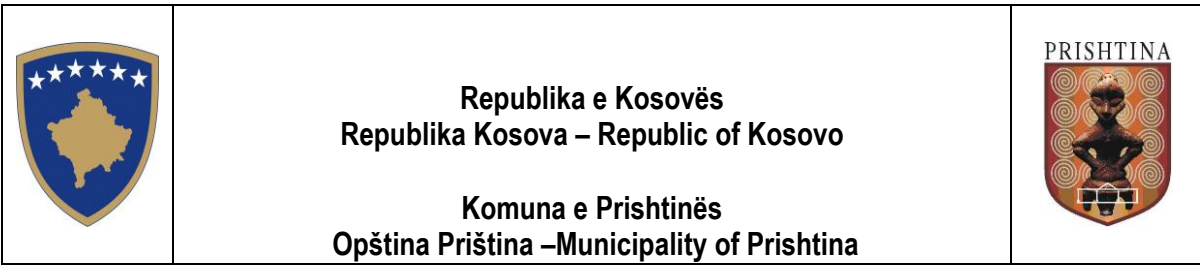 Republika e Kosovës
Republika Kosova – Republic of Kosovo
Komuna e Prishtinës
Opština Priština –Municipality of Prishtina
PRISHTINA